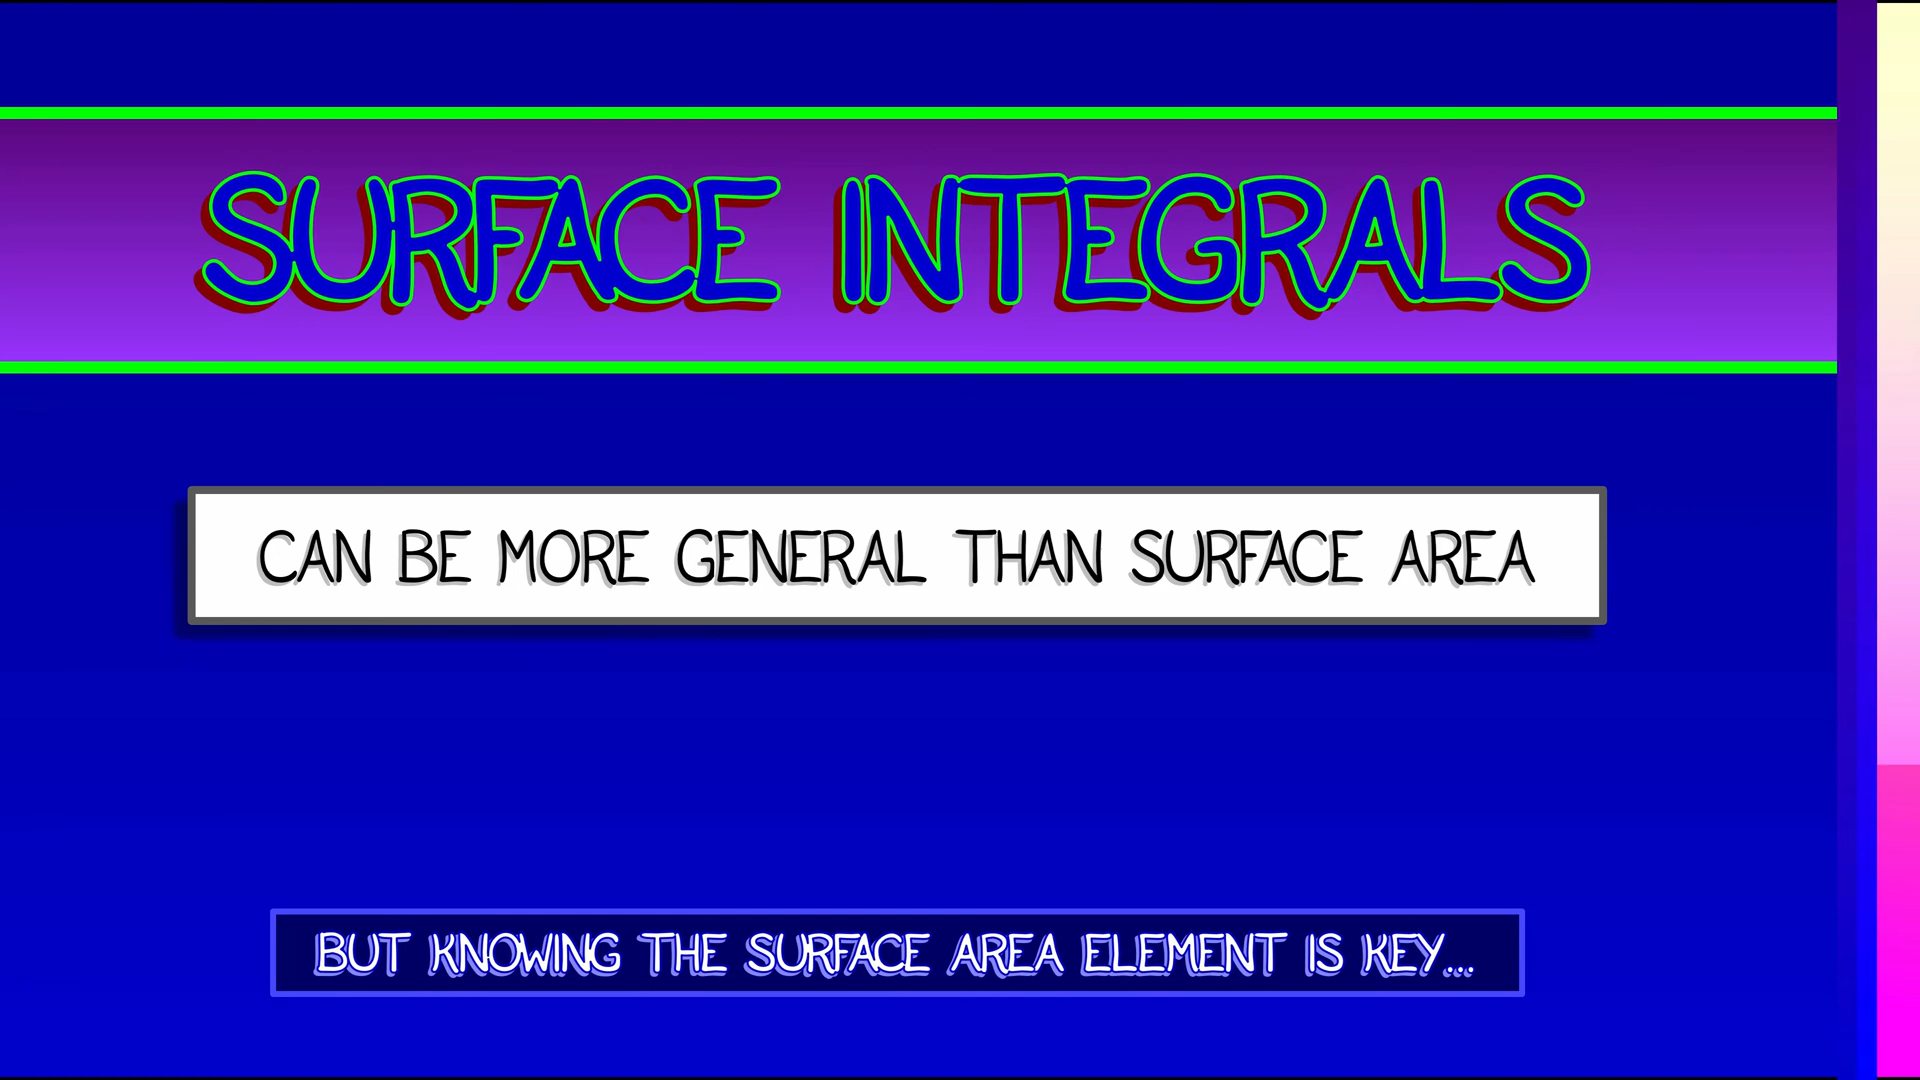 SURFACE INTEGRALS
CAN BE MORE GENERAL THAN SURFACE AREA
BUT KNOWING THE SURFACE AREA ELEMENT IS KEY...